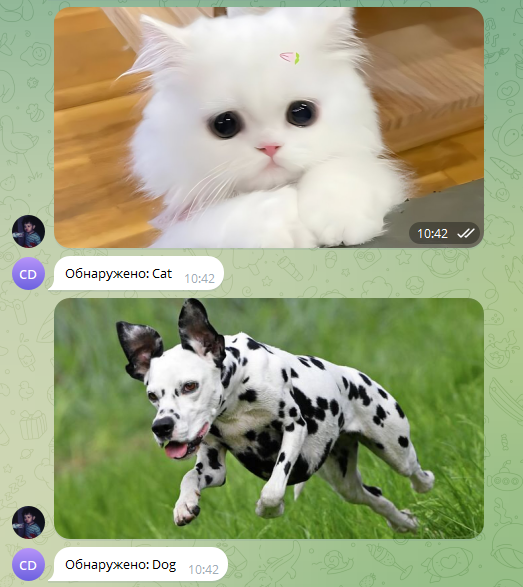 10:42
CD
Обнаружено: Cat 10:42
CD
Обнаружено: Dog 10:42